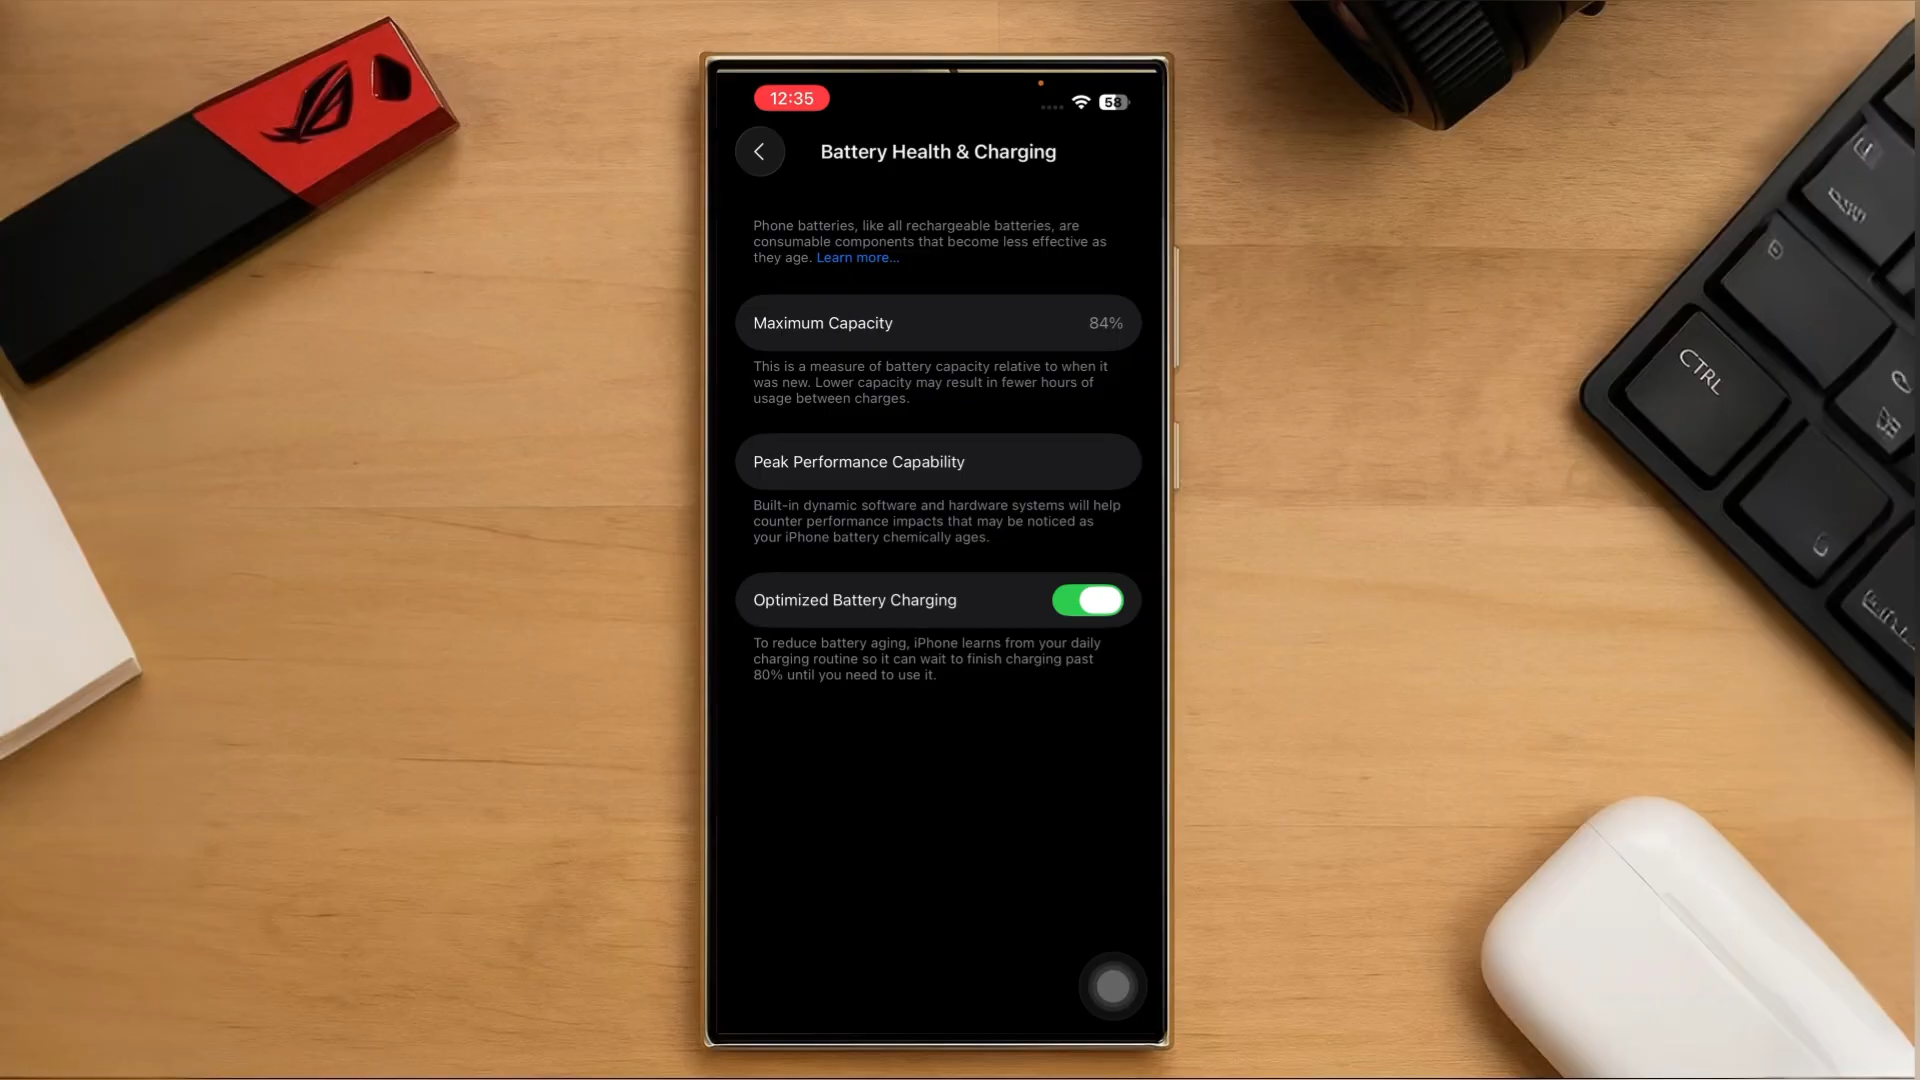 12:35
58
Battery Health & Charging
Phone batteries, like all rechargeable batteries, are
consumable components that become less effective as
they age. Learn more...
Maximum Capacity 84%
This is a measure of battery capacity relative to when it
was new. Lower capacity may result in fewer hours of
usage between charges.
Peak Performance Capability
Built-in dynamic software and hardware systems will help
counter performance impacts that may be noticed as
your iPhone battery chemically ages.
Optimized Battery Charging
To reduce battery aging, iPhone learns from your daily
charging routine so it can wait to finish charging past
80% until you need to use it.
CTRL